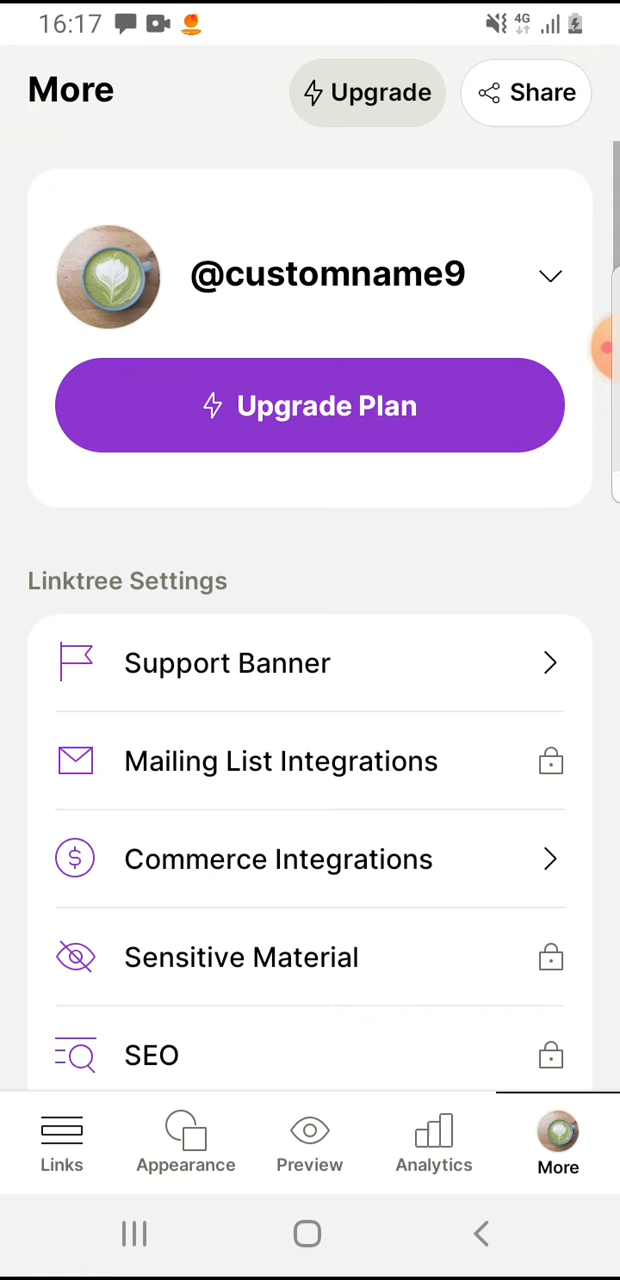 16:17
4G
More
Upgrade
Share
@customname9
Upgrade Plan
Linktree Settings
Support Banner
Mailing List Integrations
Commerce Integrations
Sensitive Material
SEO
Links
Appearance
Preview
Analytics
More